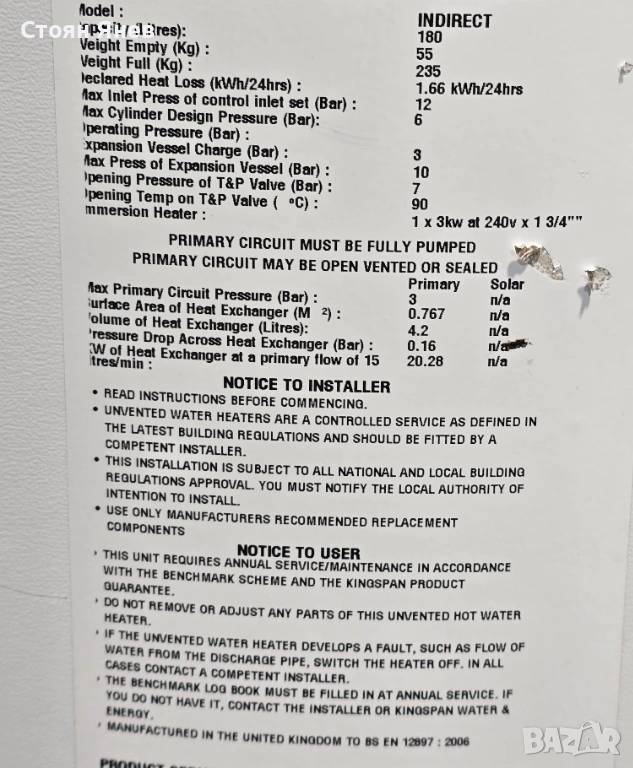 Model :
INDIRECT
Стоян Янев
180
Weight Empty (Kg) :
55
Weight Full (Kg) :
235
Declared Heat Loss (kWh/24hrs) :
1.66 kWh/24hrs
Max Inlet Press of control inlet set (Bar) :
12
Max Cylinder Design Pressure (Bar):
6
Operating Pressure (Bar) :
Expansion Vessel Charge (Bar) :
3
Max Press of Expansion Vessel (Bar) :
10
Opening Pressure of T&P Valve (Bar) :
7
Opening Temp on T&P Valve ( °C) :
90
Immersion Heater :
1 x 3kw at 240v x 1 3/4""
PRIMARY CIRCUIT MUST BE FULLY PUMPED
PRIMARY CIRCUIT MAY BE OPEN VENTED OR SEALED
Primary Solar
Max Primary Circuit Pressure (Bar) :
3 n/a
Surface Area of Heat Exchanger (M 2) :
0.767 n/a
Volume of Heat Exchanger (Litres):
4.2 n/a
Pressure Drop Across Heat Exchanger (Bar) :
0.16 n/a
KW of Heat Exchanger at a primary flow of 15
20.28 n/a
litres/min :
NOTICE TO INSTALLER
• READ INSTRUCTIONS BEFORE COMMENCING.
• UNVENTED WATER HEATERS ARE A CONTROLLED SERVICE AS DEFINED IN
THE LATEST BUILDING REGULATIONS AND SHOULD BE FITTED BY A
COMPETENT INSTALLER.
• THIS INSTALLATION IS SUBJECT TO ALL NATIONAL AND LOCAL BUILDING
REGULATIONS APPROVAL. YOU MUST NOTIFY THE LOCAL AUTHORITY OF
INTENTION TO INSTALL.
• USE ONLY MANUFACTURERS RECOMMENDED REPLACEMENT
COMPONENTS
NOTICE TO USER
• THIS UNIT REQUIRES ANNUAL SERVICE/MAINTENANCE IN ACCORDANCE
WITH THE BENCHMARK SCHEME AND THE KINGSPAN PRODUCT
GUARANTEE.
• DO NOT REMOVE OR ADJUST ANY PARTS OF THIS UNVENTED HOT WATER
HEATER.
• IF THE UNVENTED WATER HEATER DEVELOPS A FAULT, SUCH AS FLOW OF
WATER FROM THE DISCHARGE PIPE, SWITCH THE HEATER OFF. IN ALL
CASES CONTACT A COMPETENT INSTALLER.
• THE BENCHMARK LOG BOOK MUST BE FILLED IN AT ANNUAL SERVICE. IF
YOU DO NOT HAVE IT, CONTACT THE INSTALLER OR KINGSPAN WATER &
ENERGY.
• MANUFACTURED IN THE UNITED KINGDOM TO BS EN 12897 : 2006
BAZAR
PRODUCT